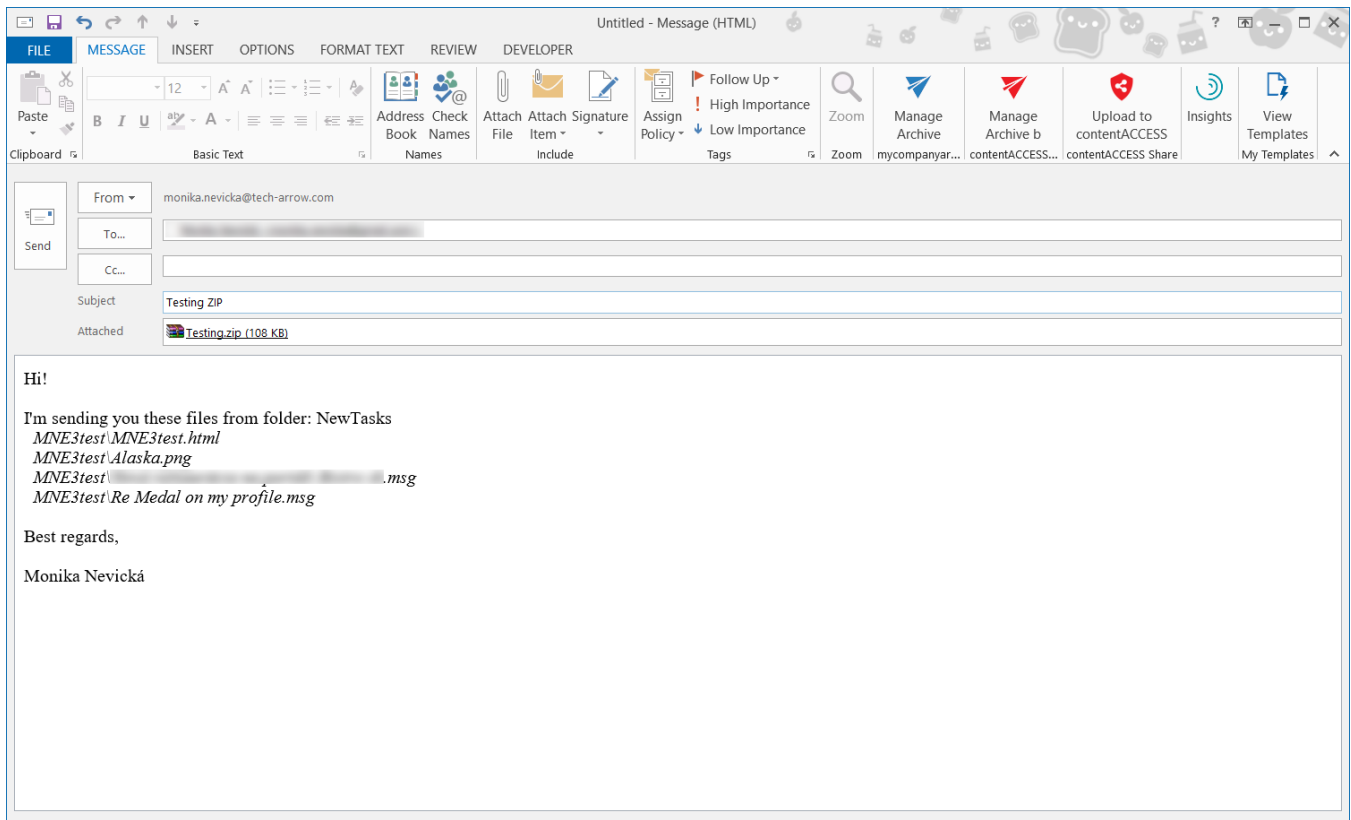 Untitled - Message (HTML)
?
FILE MESSAGE INSERT OPTIONS FORMAT TEXT REVIEW DEVELOPER
Paste
12
B I U
Address Book
Check Names
Attach File
Attach Item
Signature
Assign Policy
Follow Up
High Importance
Low Importance
Zoom
Manage Archive
Manage Archive b
Upload to contentACCESS
Insights
View Templates
Clipboard Basic Text Names Include Tags Zoom mycompanyar... contentACCESS... contentACCESS Share My Templates
Send
From monika.nevicka@tech-arrow.com
To...
Cc...
Subject Testing ZIP
Attached Testing.zip (108 KB)
Hi!
I'm sending you these files from folder: NewTasks
MNE3test\MNE3test.html
MNE3test\Alaska.png
MNE3test\ .msg
MNE3test\Re Medal on my profile.msg
Best regards,
Monika Nevická